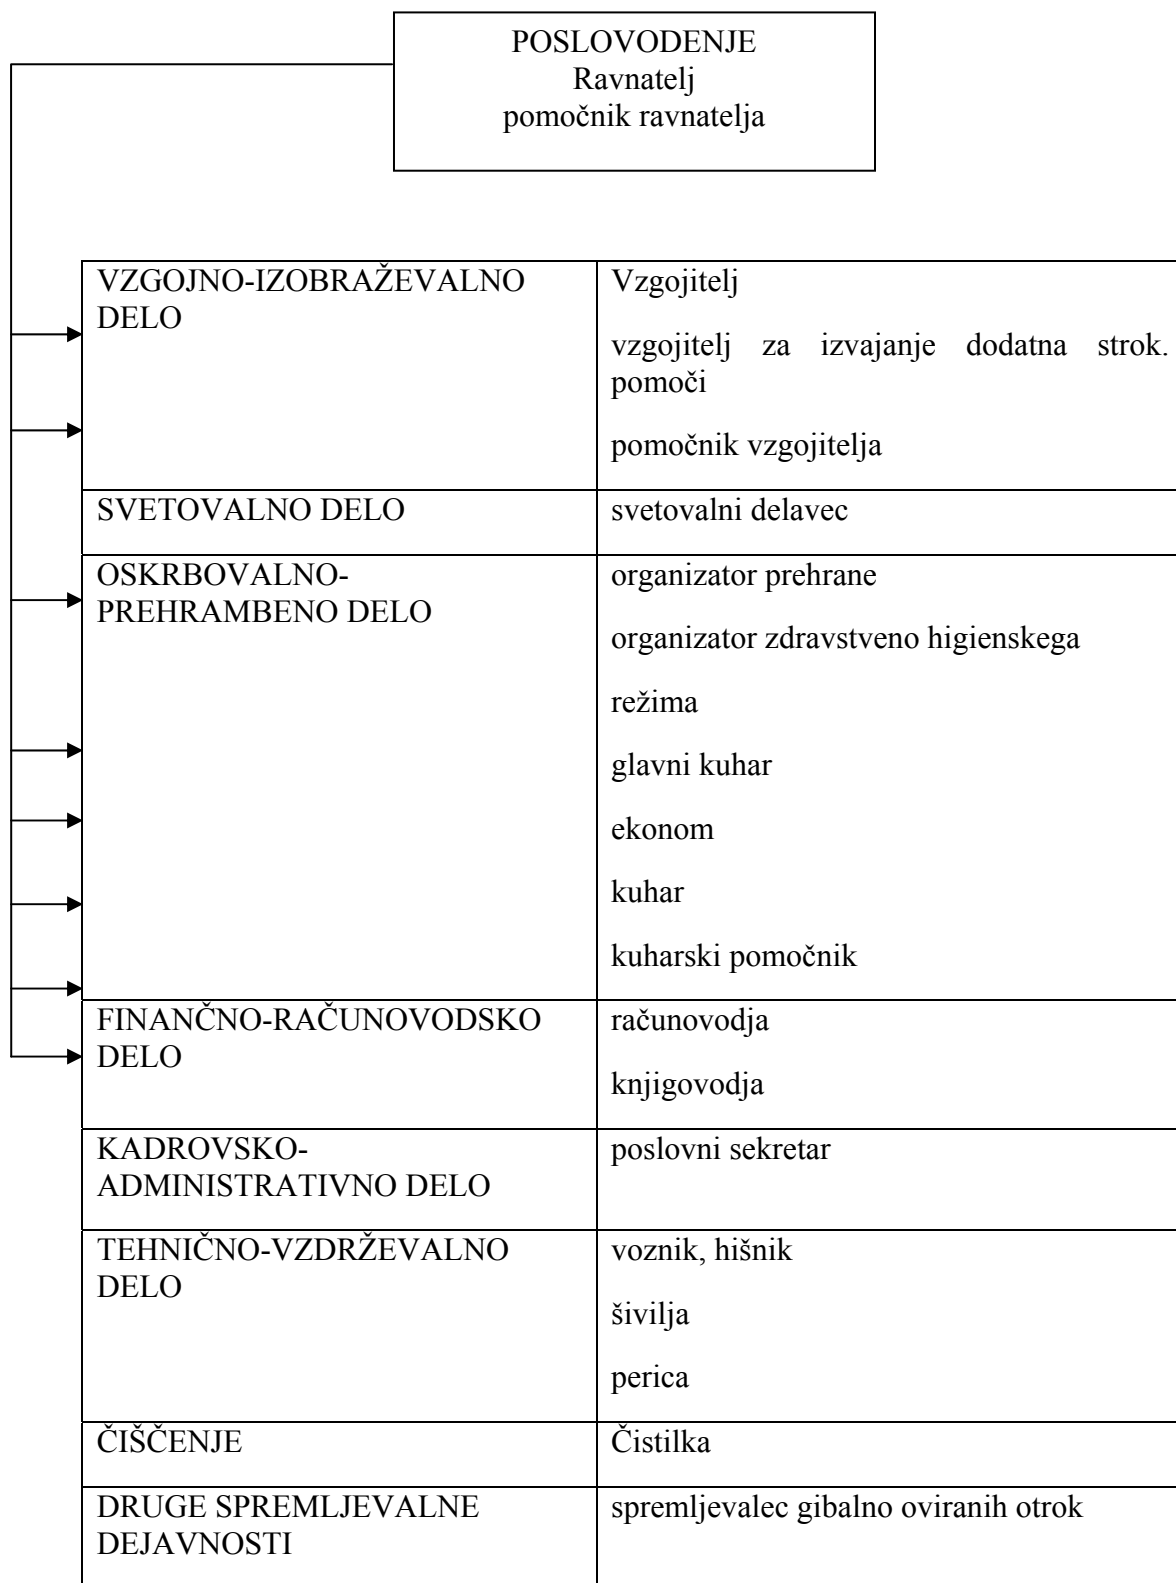 POSLOVODENJE
Ravnatelj
pomočnik ravnatelja
VZGOJNO-IZOBRAŽEVALNO
DELO
Vzgojitelj
vzgojitelj za izvajanje dodatna strok.
pomoči
pomočnik vzgojitelja
SVETOVALNO DELO
svetovalni delavec
OSKRBOVALNO-
PREHRAMBENO DELO
organizator prehrane
organizator zdravstveno higienskega
režima
glavni kuhar
ekonom
kuhar
kuharski pomočnik
FINANČNO-RAČUNOVODSKO
DELO
računovodja
knjigovodja
KADROVSKO-
ADMINISTRATIVNO DELO
poslovni sekretar
TEHNIČNO-VZDRŽEVALNO
DELO
voznik, hišnik
šivilja
perica
ČIŠČENJE
Čistilka
DRUGE SPREMLJEVALNE
DEJAVNOSTI
spremljevalec gibalno oviranih otrok